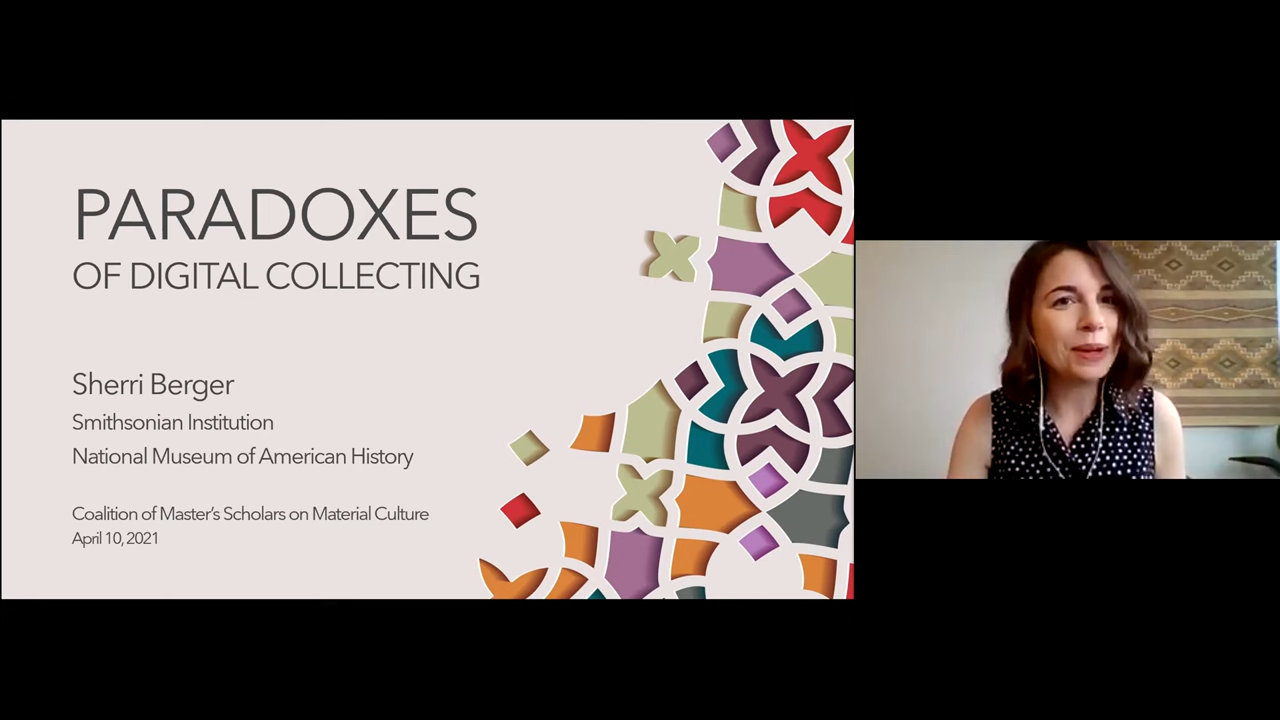 PARADOXES
OF DIGITAL COLLECTING
Sherri Berger
Smithsonian Institution
National Museum of American History
Coalition of Master's Scholars on Material Culture
April 10, 2021